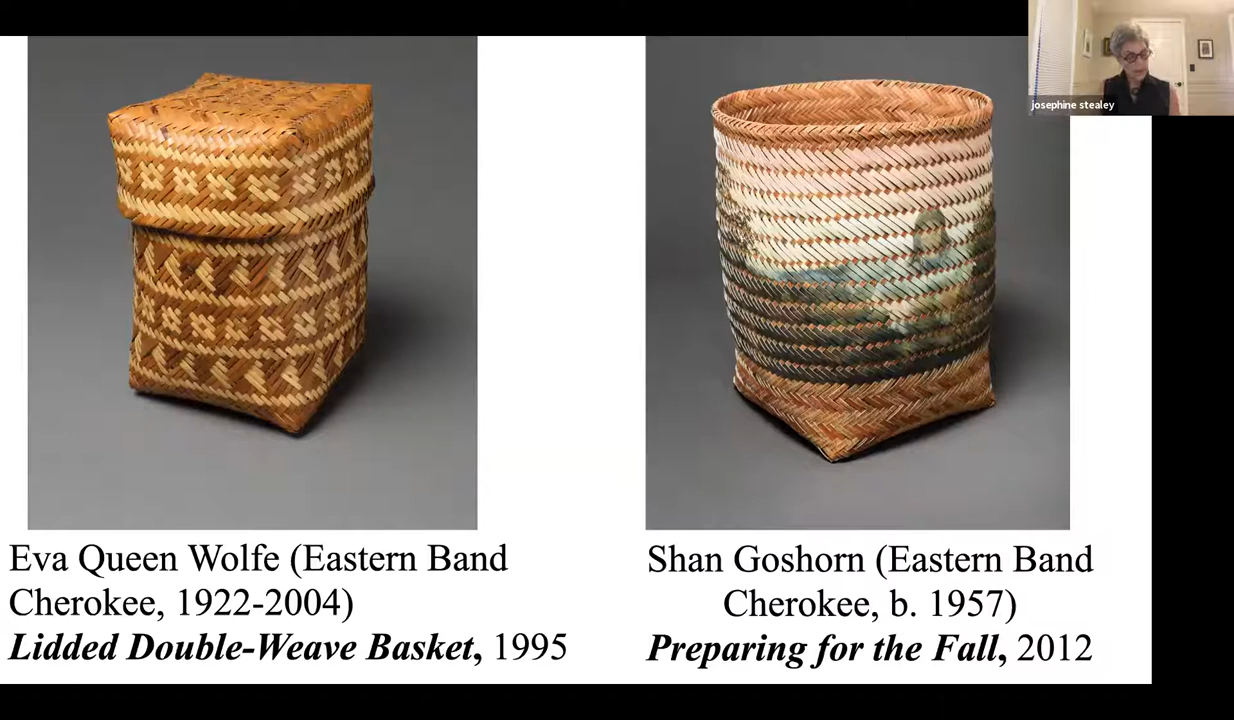 josephine stealey
Eva Queen Wolfe (Eastern Band
Cherokee, 1922-2004)
Lidded Double-Weave Basket, 1995
Shan Goshorn (Eastern Band
Cherokee, b. 1957)
Preparing for the Fall, 2012